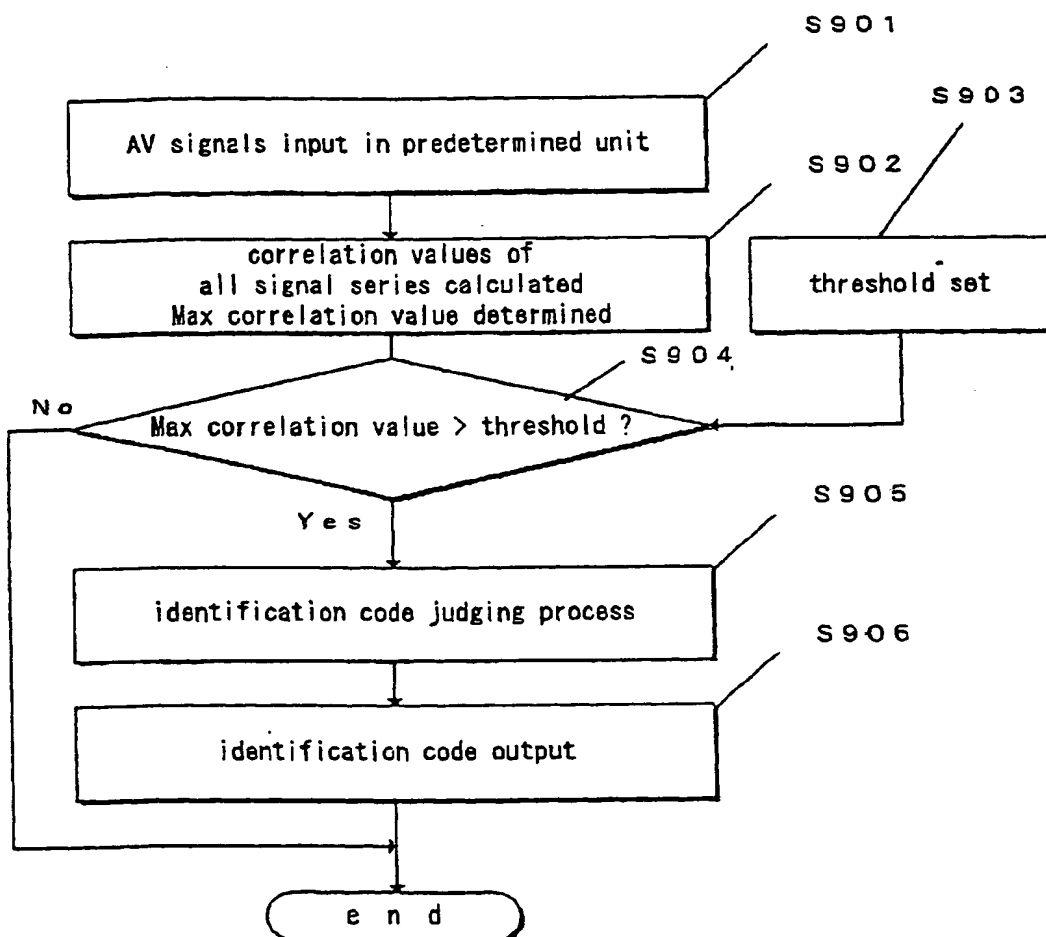 S901
AV signals input in predetermined unit
S902
S903
correlation values of
all signal series calculated
Max correlation value determined
threshold set
S904
No
Max correlation value > threshold ?
Yes
S905
identification code judging process
S906
identification code output
end